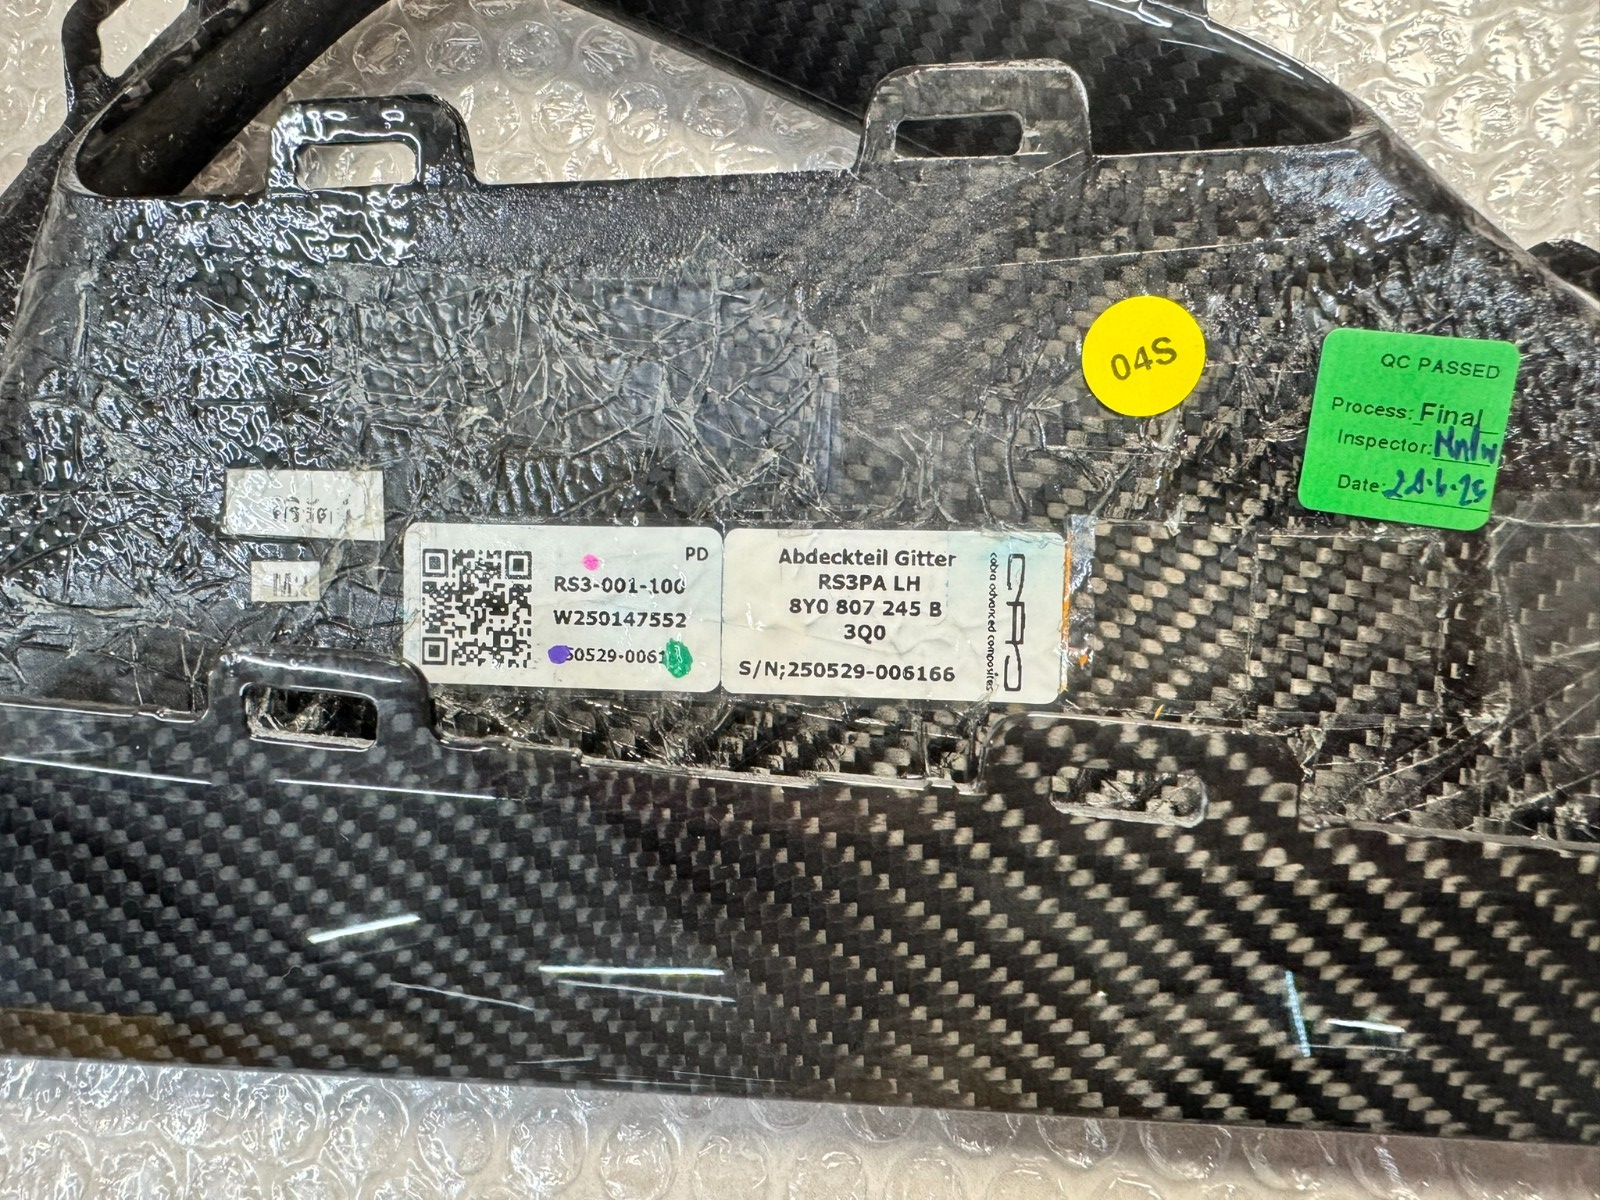 04S
QC PASSED
Process: Final
Inspector:
Date:
PD
RS3-001-100
W250147552
Abdeckteil Gitter
RS3PA LH
8Y0 807 245 B
3Q0
S/N;250529-006166
cobra advanced composites